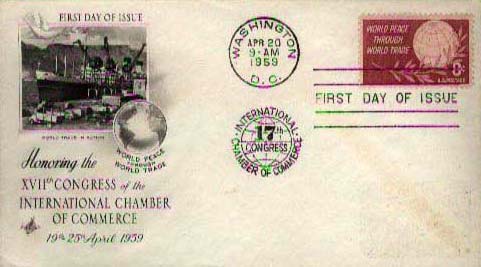 FIRST DAY OF ISSUE
WORLD TRADE IN ACTION
WORLD PEACE
THROUGH
WORLD TRADE
Honoring the
XVIIth CONGRESS of the
INTERNATIONAL CHAMBER
OF COMMERCE
19th-25th April 1959
WASHINGTON
APR 20
9-AM
1959
D.C.
INTERNATIONAL
17th
CONGRESS
CHAMBER OF COMMERCE
WORLD PEACE
THROUGH
WORLD TRADE
8¢
U.S. POSTAGE
FIRST DAY OF ISSUE